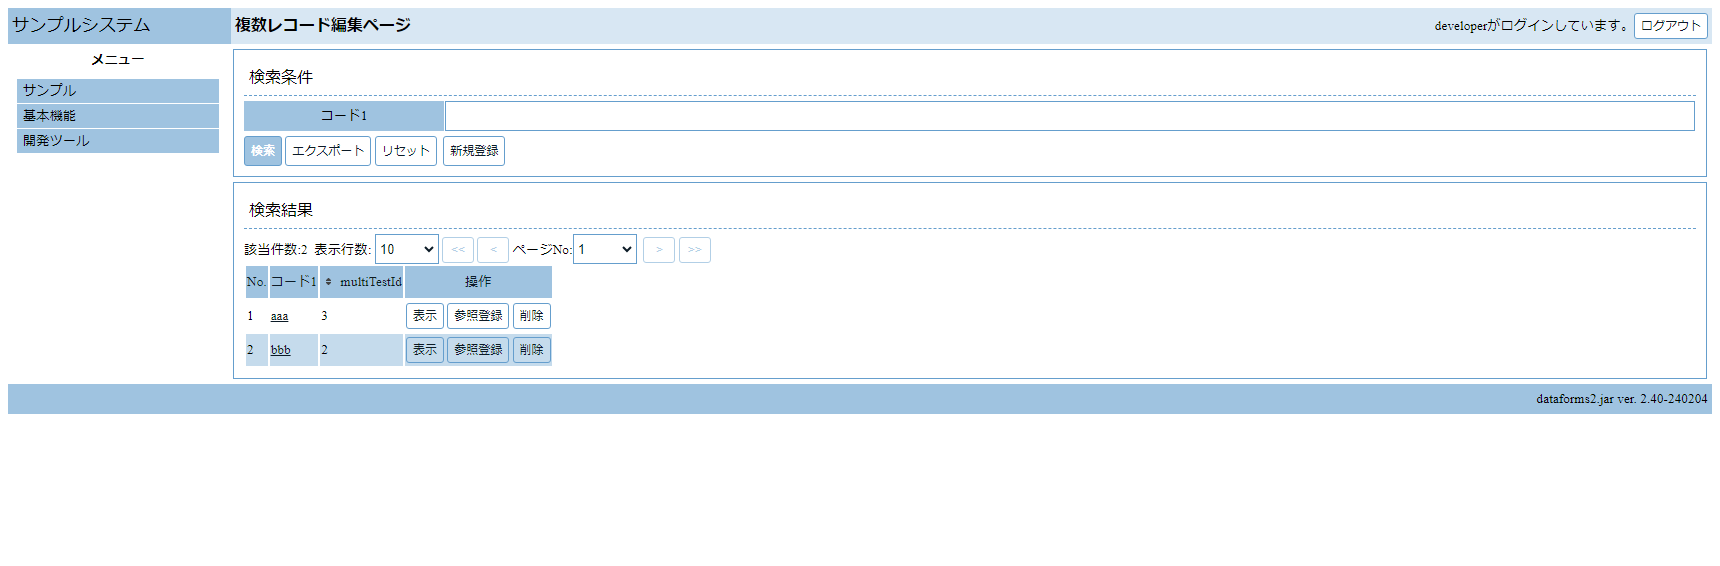 サンプルシステム 複数レコード編集ページ developerがログインしています。 ログアウト
メニュー
サンプル
基本機能
開発ツール
検索条件
コード1
検索 エクスポート リセット 新規登録
検索結果
該当件数:2 表示行数: 10 << < ページNo: 1 > >>
No. コード1 multiTestId 操作
1 aaa 3 表示 参照登録 削除
2 bbb 2 表示 参照登録 削除
dataforms2.jar ver. 2.40-240204